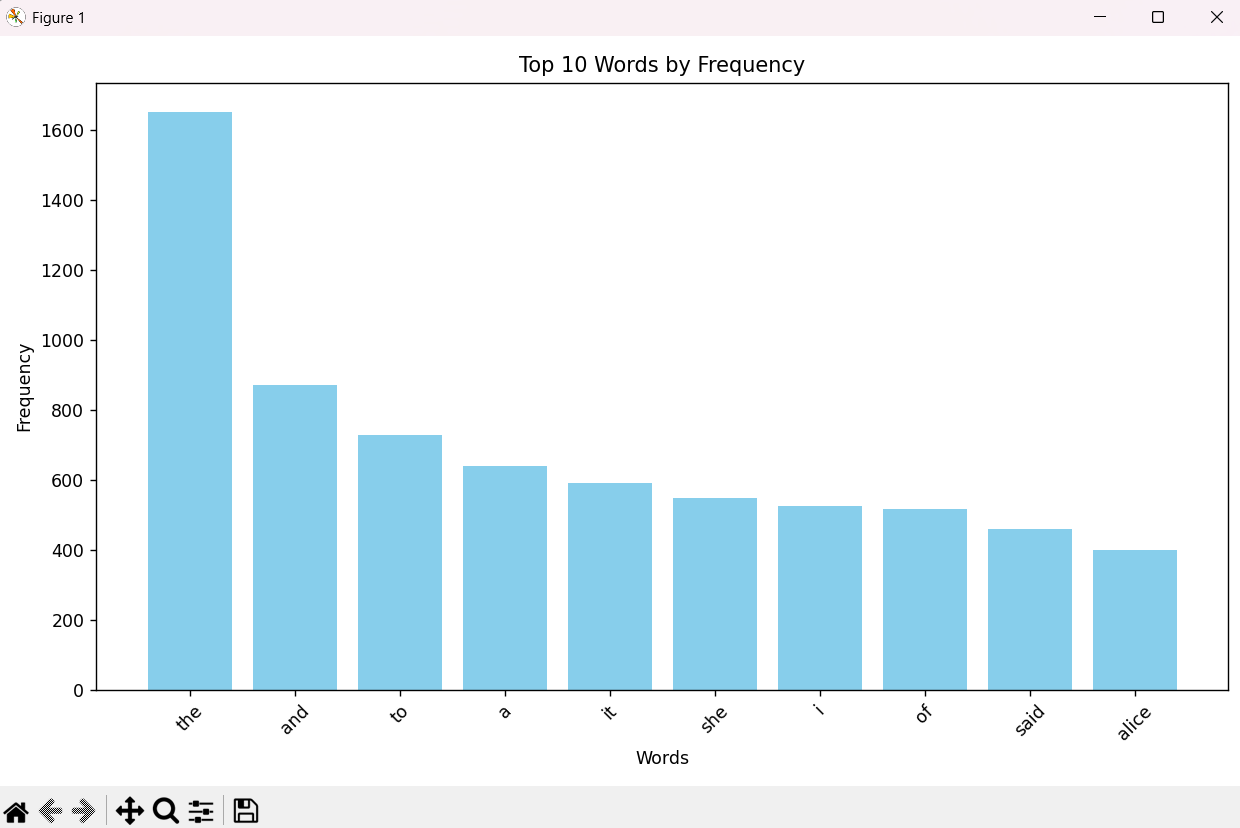 Figure 1
Top 10 Words by Frequency
1600
1400
1200
1000
800
600
400
200
0
Frequency
the and to a it she i of said alice
Words